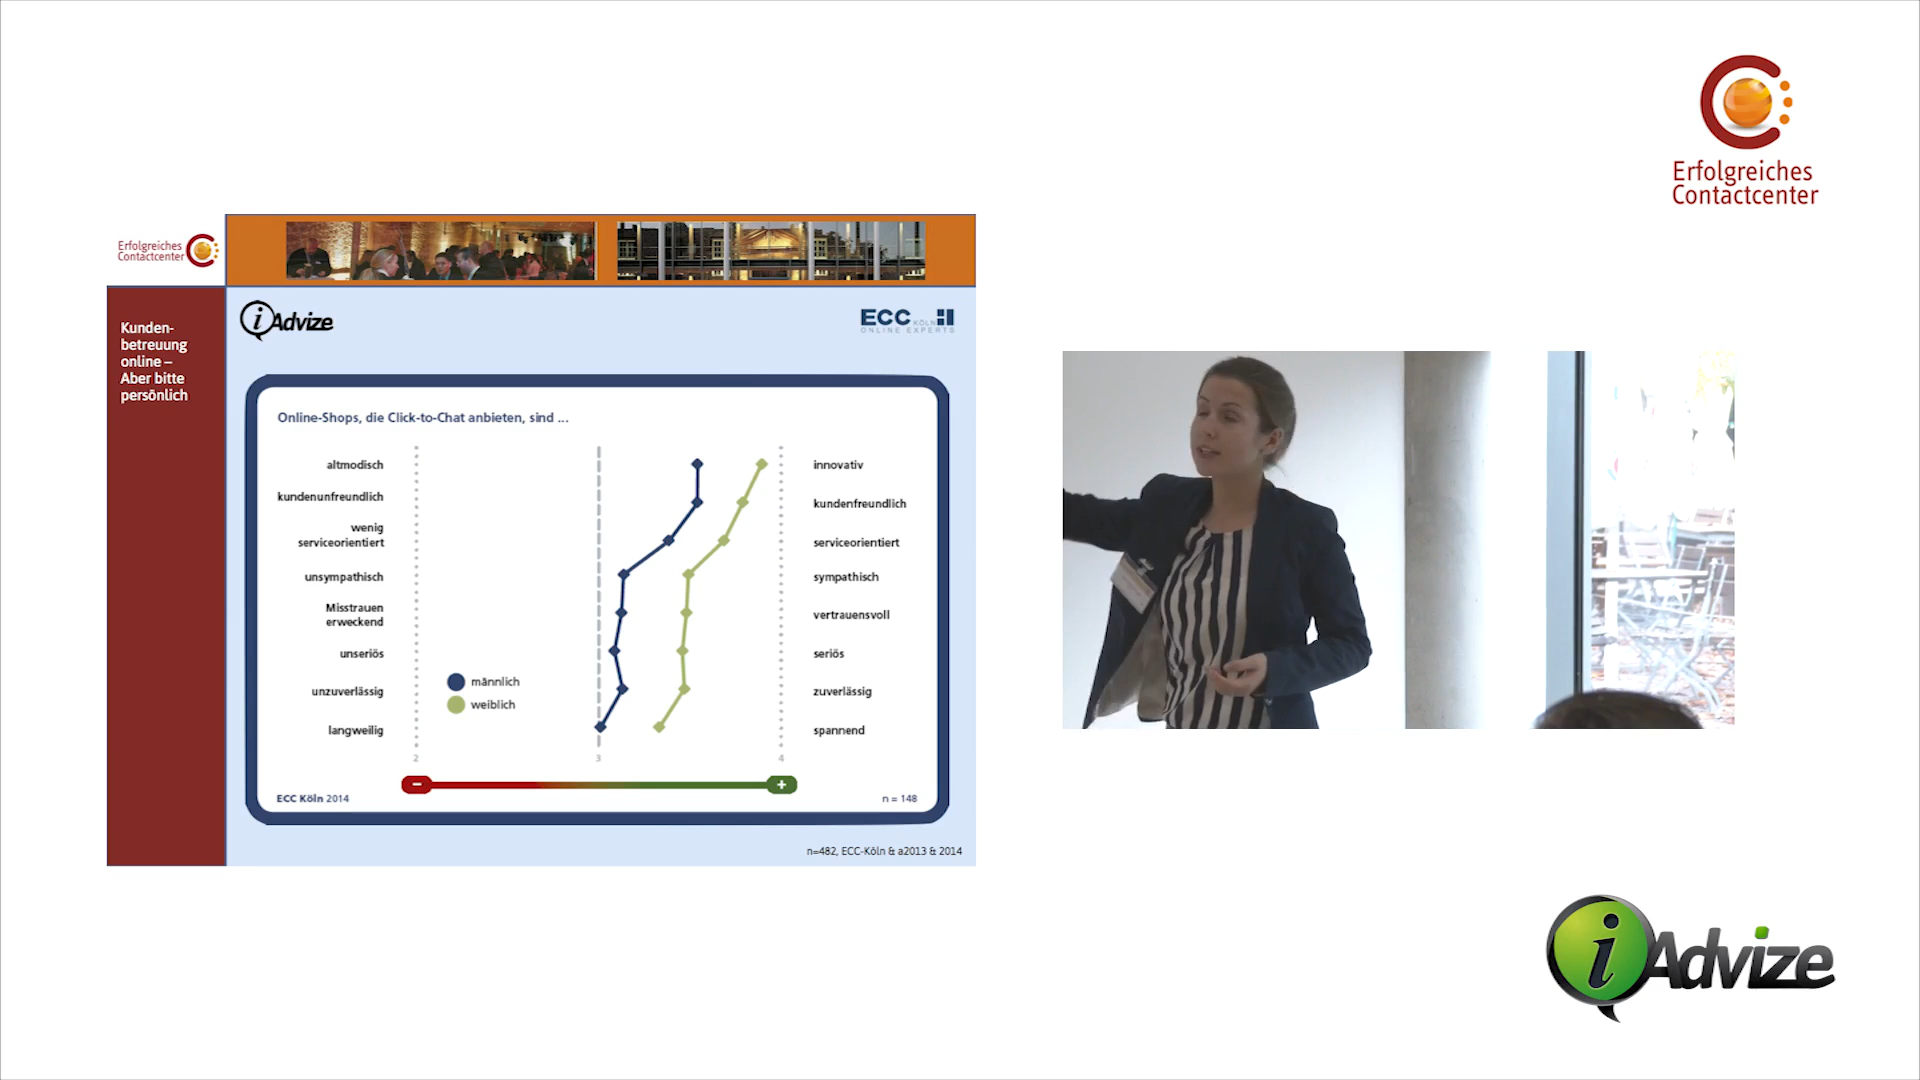 Erfolgreiches
Contactcenter
Erfolgreiches
Contactcenter
Kunden-
betreuung
online –
Aber bitte
persönlich
iAdvize
ECC KÖLN
ONLINE EXPERTS
Online-Shops, die Click-to-Chat anbieten, sind ...
altmodisch
innovativ
kundenunfreundlich
kundenfreundlich
wenig
serviceorientiert
serviceorientiert
unsympathisch
sympathisch
Misstrauen
erweckend
vertrauensvoll
unseriös
seriös
männlich
weiblich
unzuverlässig
zuverlässig
langweilig
spannend
2 3 4
– +
ECC Köln 2014
n = 148
n=482, ECC-Köln & a2013 & 2014
iAdvize